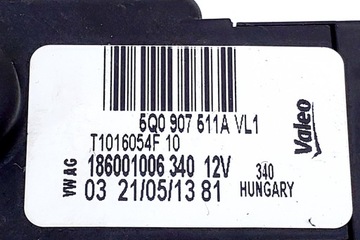 5Q0 907 511A VL1
T1016054F 10
186001006 340 12V
03 21/05/13 81
VW AG
340
HUNGARY
Valeo